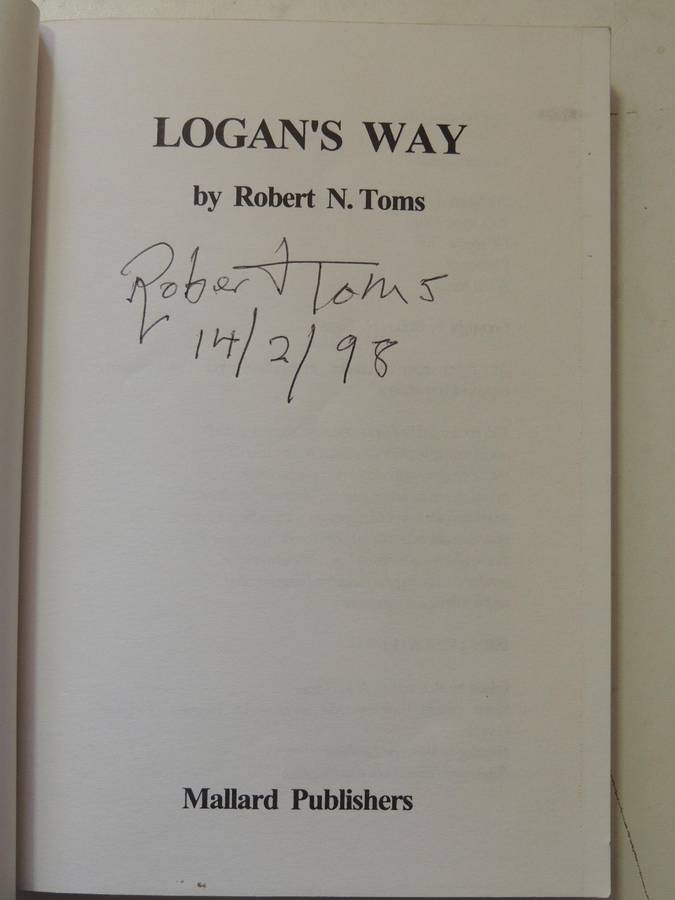 LOGAN'S WAY
by Robert N. Toms
Robert Toms
14/2/98
Mallard Publishers